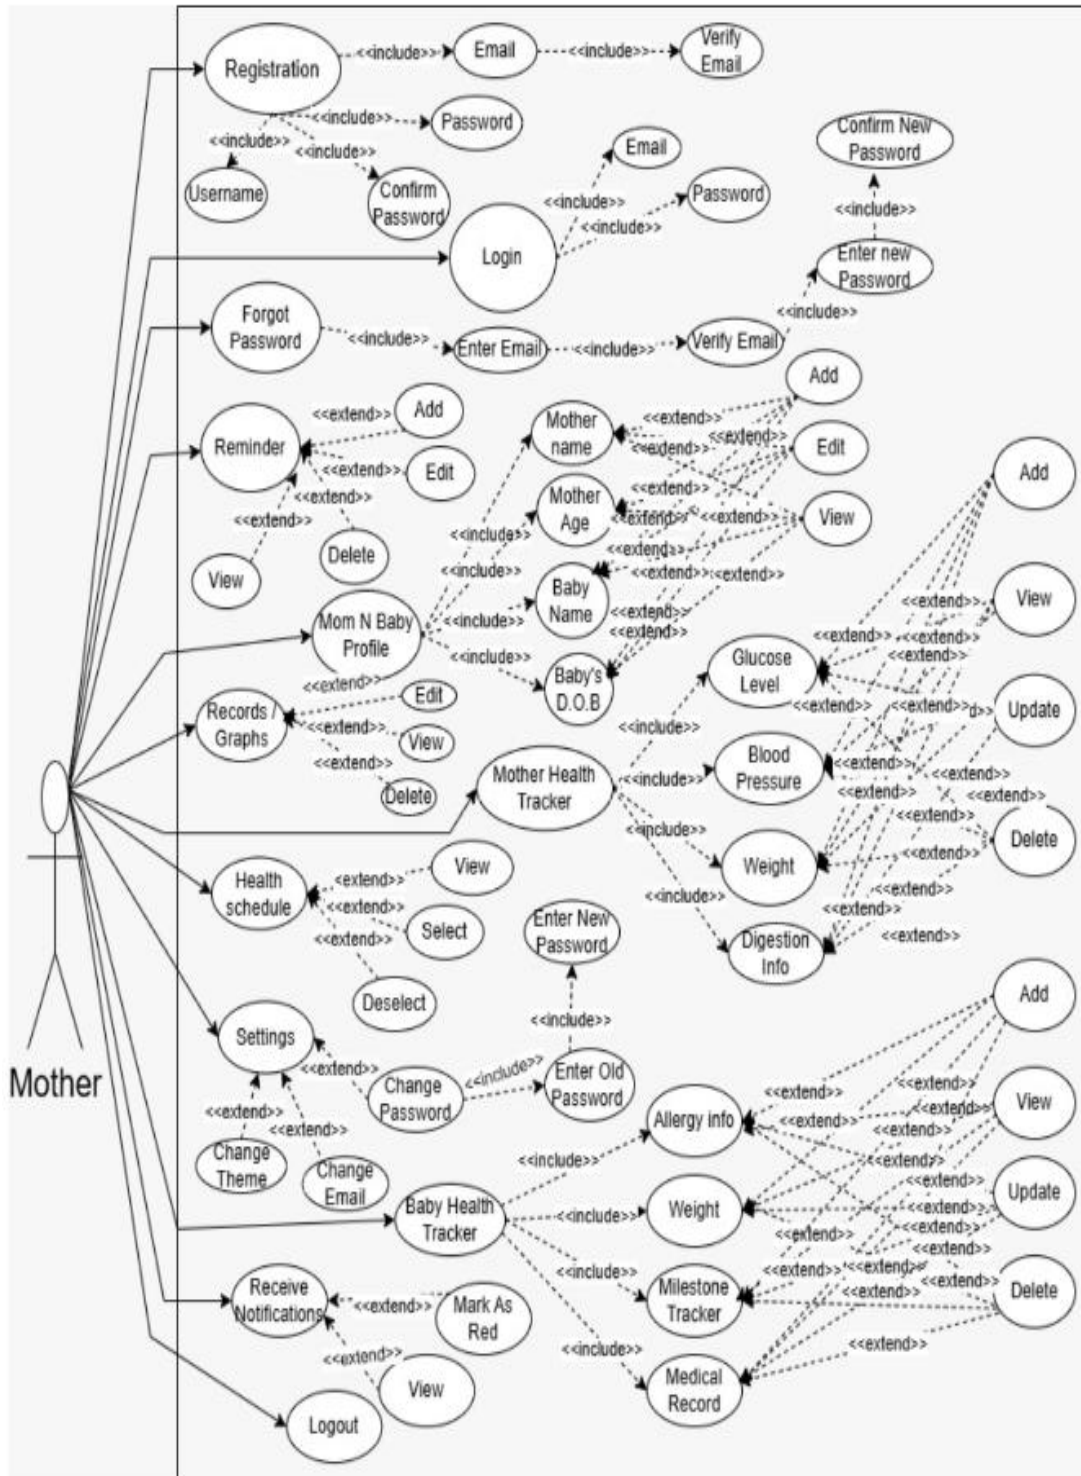 Registration
<<include>>
Email
<<include>>
Verify
Email
<<include>>
Password
<<include>>
Username
<<include>>
Confirm
Password
Login
<<include>>
Email
<<include>>
Password
Confirm New
Password
<<include>>
Enter new
Password
<<include>>
Forgot
Password
<<include>>
Enter Email
<<include>>
Verify Email
Reminder
<<extend>>
Add
<<extend>>
Edit
<<extend>>
Delete
<<extend>>
View
Mom N Baby
Profile
<<include>>
Mother
name
<<include>>
Mother
Age
<<include>>
Baby
Name
<<include>>
Baby's
D.O.B
Add
Edit
View
<<extend>>
<<extend>>
<<extend>>
<<extend>>
<<extend>>
<<extend>>
<<extend>>
<<extend>>
<<extend>>
Records /
Graphs
<<extend>>
Edit
<<extend>>
View
<<extend>>
Delete
Mother Health
Tracker
<<include>>
Glucose
Level
<<include>>
Blood
Pressure
<<include>>
Weight
<<include>>
Digestion
Info
Add
View
Update
Delete
<<extend>>
<<extend>>
<<extend>>
<<extend>>
<<extend>>
<<extend>>
<<extend>>
<<extend>>
<<extend>>
<<extend>>
<<extend>>
<<extend>>
Health
schedule
<extend>>
View
<<extend>>
Select
<<extend>>
Deselect
Settings
<<extend>>
Change
Theme
<<extend>>
Change
Email
<<extend>>
Change
Password
<<include>>
Enter Old
Password
<<include>>
Enter New
Password
Mother
Baby Health
Tracker
<<include>>
Allergy info
<<include>>
Weight
<<include>>
Milestone
Tracker
<<include>>
Medical
Record
Add
View
Update
Delete
<<extend>>
<<extend>>
<<extend>>
<<extend>>
<<extend>>
<<extend>>
<<extend>>
<<extend>>
<<extend>>
<<extend>>
<<extend>>
Receive
Notifications
<<extend>>
Mark As
Red
<<extend>>
View
Logout